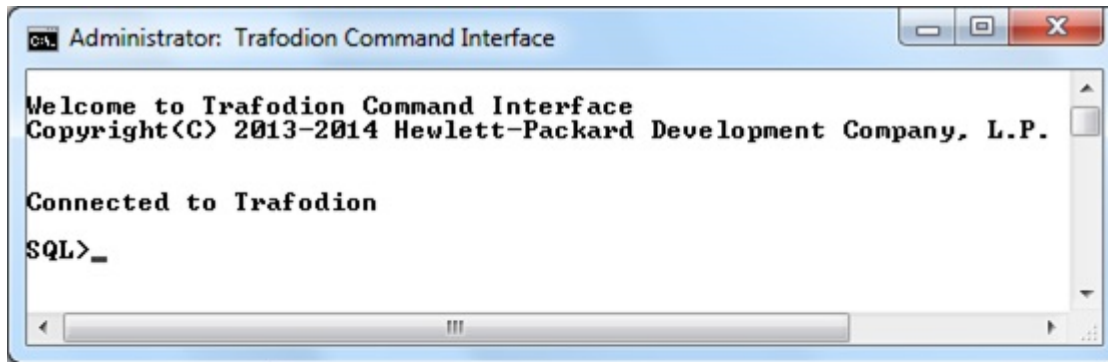 Administrator: Trafodion Command Interface
Welcome to Trafodion Command Interface
Copyright(C) 2013-2014 Hewlett-Packard Development Company, L.P.
Connected to Trafodion
SQL>_